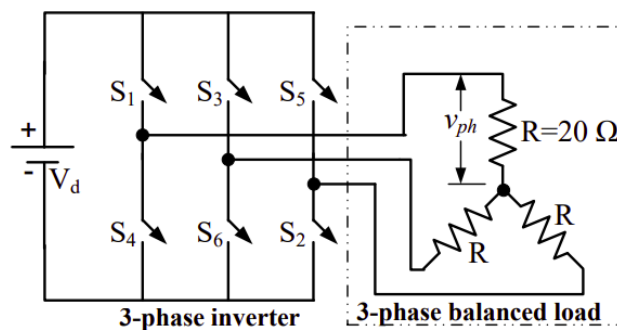 S1
S3
S5
+
-
Vd
S4
S6
S2
vph
R=20 Ω
R
R
3-phase inverter
3-phase balanced load